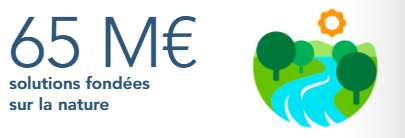 65 M€
solutions fondées
sur la nature